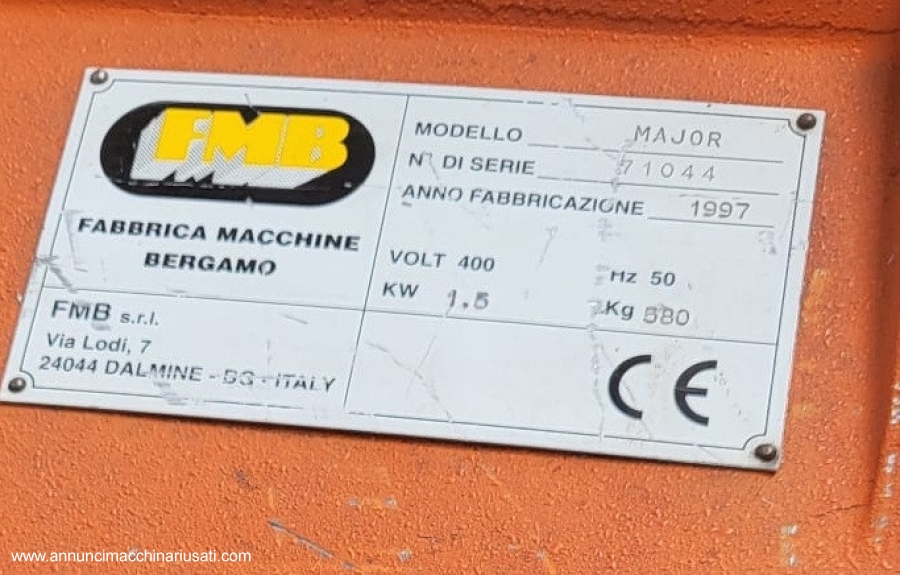 FMB
FABBRICA MACCHINE
BERGAMO
FMB s.r.l.
Via Lodi, 7
24044 DALMINE - BG - ITALY
MODELLO MAJOR
N° DI SERIE 71044
ANNO FABBRICAZIONE 1997
VOLT 400 Hz 50
KW 1.5 Kg 580
CE
www.annuncimacchinariusati.com